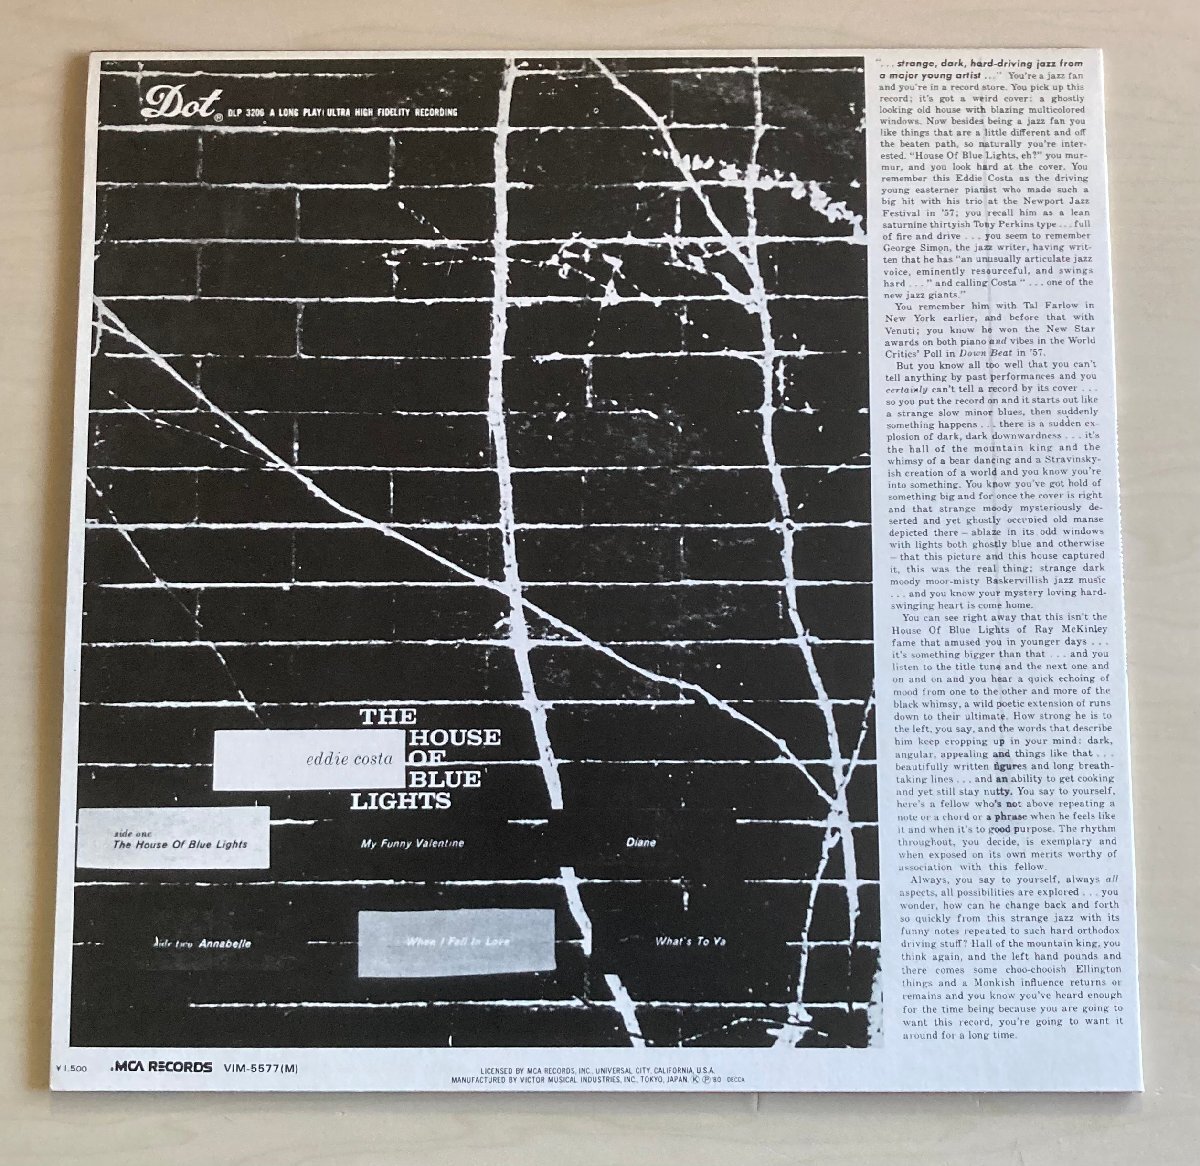 Dot® DLP 3206 A LONG PLAY! ULTRA HIGH FIDELITY RECORDING
THE
HOUSE
eddie costa OF
BLUE
LIGHTS
side one
The House Of Blue Lights
My Funny Valentine
Diane
side two Annabelle
When I Fall In Love
What's To Ya
¥1,500 MCA RECORDS VIM-5577(M)
LICENSED BY MCA RECORDS, INC., UNIVERSAL CITY, CALIFORNIA, U.S.A.
MANUFACTURED BY VICTOR MUSICAL INDUSTRIES, INC., TOKYO, JAPAN. Ⓚ Ⓟ '80 DECCA
"... strange, dark, hard-driving jazz from
a major young artist ..." You're a jazz fan
and you're in a record store. You pick up this
record; it's got a weird cover: a ghostly
looking old house with blazing multicolored
windows. Now besides being a jazz fan you
like things that are a little different and off
the beaten path, so naturally you're inter-
ested. "House Of Blue Lights, eh?" you mur-
mur, and you look hard at the cover. You
remember this Eddie Costa as the driving
young easterner pianist who made such a
big hit with his trio at the Newport Jazz
Festival in '57; you recall him as a lean
saturnine thirtyish Tony Perkins type ... full
of fire and drive ... you seem to remember
George Simon, the jazz writer, having writ-
ten that he has "an unusually articulate jazz
voice, eminently resourceful, and swings
hard ..." and calling Costa "... one of the
new jazz giants."
You remember him with Tal Farlow in
New York earlier, and before that with
Venuti; you know he won the New Star
awards on both piano and vibes in the World
Critics' Poll in Down Beat in '57.
But you know all too well that you can't
tell anything by past performances and you
certainly can't tell a record by its cover ...
so you put the record on and it starts out like
a strange slow minor blues, then suddenly
something happens ... there is a sudden ex-
plosion of dark, dark downwardness ... it's
the hall of the mountain king and the
whimsy of a bear dancing and a Stravinsky-
ish creation of a world and you know you're
into something. You know you've got hold of
something big and for once the cover is right
and that strange moody mysteriously de-
serted and yet ghostly occupied old manse
depicted there – ablaze in its odd windows
with lights both ghostly blue and otherwise
– that this picture and this house captured
it, this was the real thing; strange dark
moody moor-misty Baskervillish jazz music
... and you know your mystery loving hard-
swinging heart is come home.
You can see right away that this isn't the
House Of Blue Lights of Ray McKinley
fame that amused you in younger days ...
it's something bigger than that ... and you
listen to the title tune and the next one and
on and on and you hear a quick echoing of
mood from one to the other and more of the
black whimsy, a wild poetic extension of runs
down to their ultimate. How strong he is to
the left, you say, and the words that describe
him keep cropping up in your mind: dark,
angular, appealing and things like that ...
beautifully written figures and long breath-
taking lines ... and an ability to get cooking
and yet still stay nutty. You say to yourself,
here's a fellow who's not above repeating a
note or a chord or a phrase when he feels like
it and when it's to good purpose. The rhythm
throughout, you decide, is exemplary and
when exposed on its own merits worthy of
association with this fellow.
Always, you say to yourself, always all
aspects, all possibilities are explored ... you
wonder, how can he change back and forth
so quickly from this strange jazz with its
funny notes repeated to such hard orthodox
driving stuff? Hall of the mountain king, you
think again, and the left hand pounds and
there comes some choo-chooish Ellington
things and a Monkish influence returns or
remains and you know you've heard enough
for the time being because you are going to
want this record, you're going to want it
around for a long time.